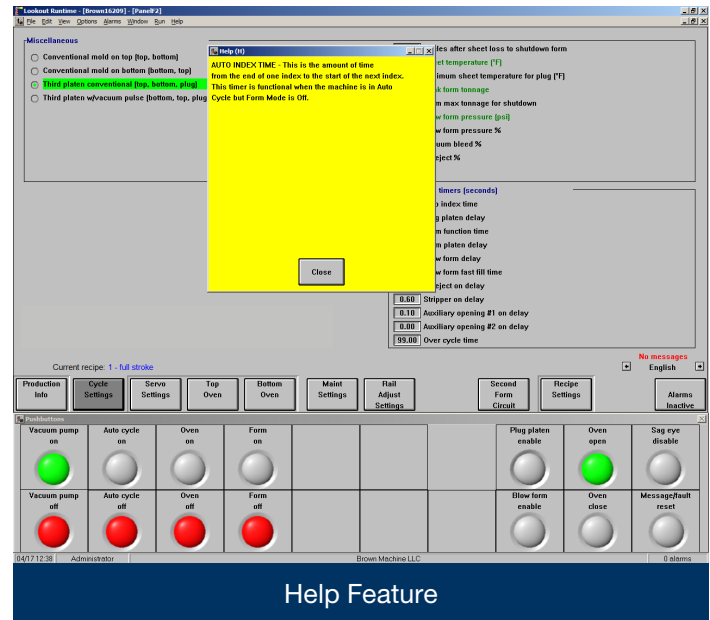 Lookout Runtime - [Brown16209] - [PanelF2]
File Edit View Options Alarms Window Run Help
Miscellaneous
Conventional mold on top [top, bottom]
Conventional mold on bottom [bottom, top]
Third platen conventional [top, bottom, plug]
Third platen w/vacuum pulse [bottom, top, plug
Help (H)
AUTO INDEX TIME - This is the amount of time
from the end of one index to the start of the next index.
This timer is functional when the machine is in Auto
Cycle but Form Mode is Off.
Close
les after sheet loss to shutdown form
et temperature [°F]
imum sheet temperature for plug [°F]
k form tonnage
m max tonnage for shutdown
w form pressure [psi]
w form pressure %
uum bleed %
eject %
timers [seconds]
index time
g platen delay
m function time
m platen delay
w form delay
w form fast fill time
eject on delay
0.60 Stripper on delay
0.10 Auxiliary opening #1 on delay
0.00 Auxiliary opening #2 on delay
99.00 Over cycle time
No messages
Current recipe: 1 - full stroke
English
Production Info
Cycle Settings
Servo Settings
Top Oven
Bottom Oven
Maint Settings
Rail Adjust Settings
Second Form Circuit
Recipe Settings
Alarms Inactive
Pushbuttons
Vacuum pump on
Auto cycle on
Oven on
Form on
Plug platen enable
Oven open
Sag eye disable
Vacuum pump off
Auto cycle off
Oven off
Form off
Blow form enable
Oven close
Message/fault reset
04/17 12:38 Administrator Brown Machine LLC 0 alarms
Help Feature